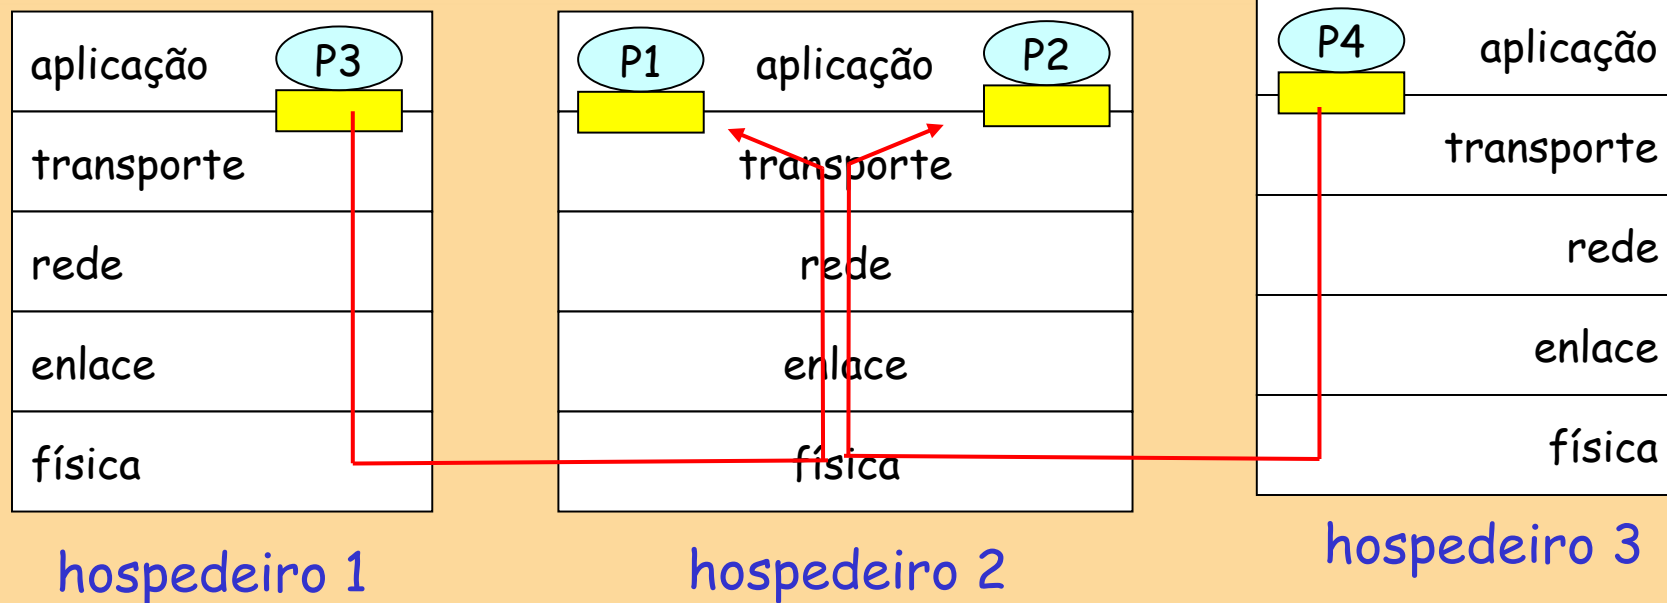 aplicação P3
transporte
rede
enlace
física
hospedeiro 1
P1 aplicação P2
transporte
rede
enlace
física
hospedeiro 2
P4 aplicação
transporte
rede
enlace
física
hospedeiro 3